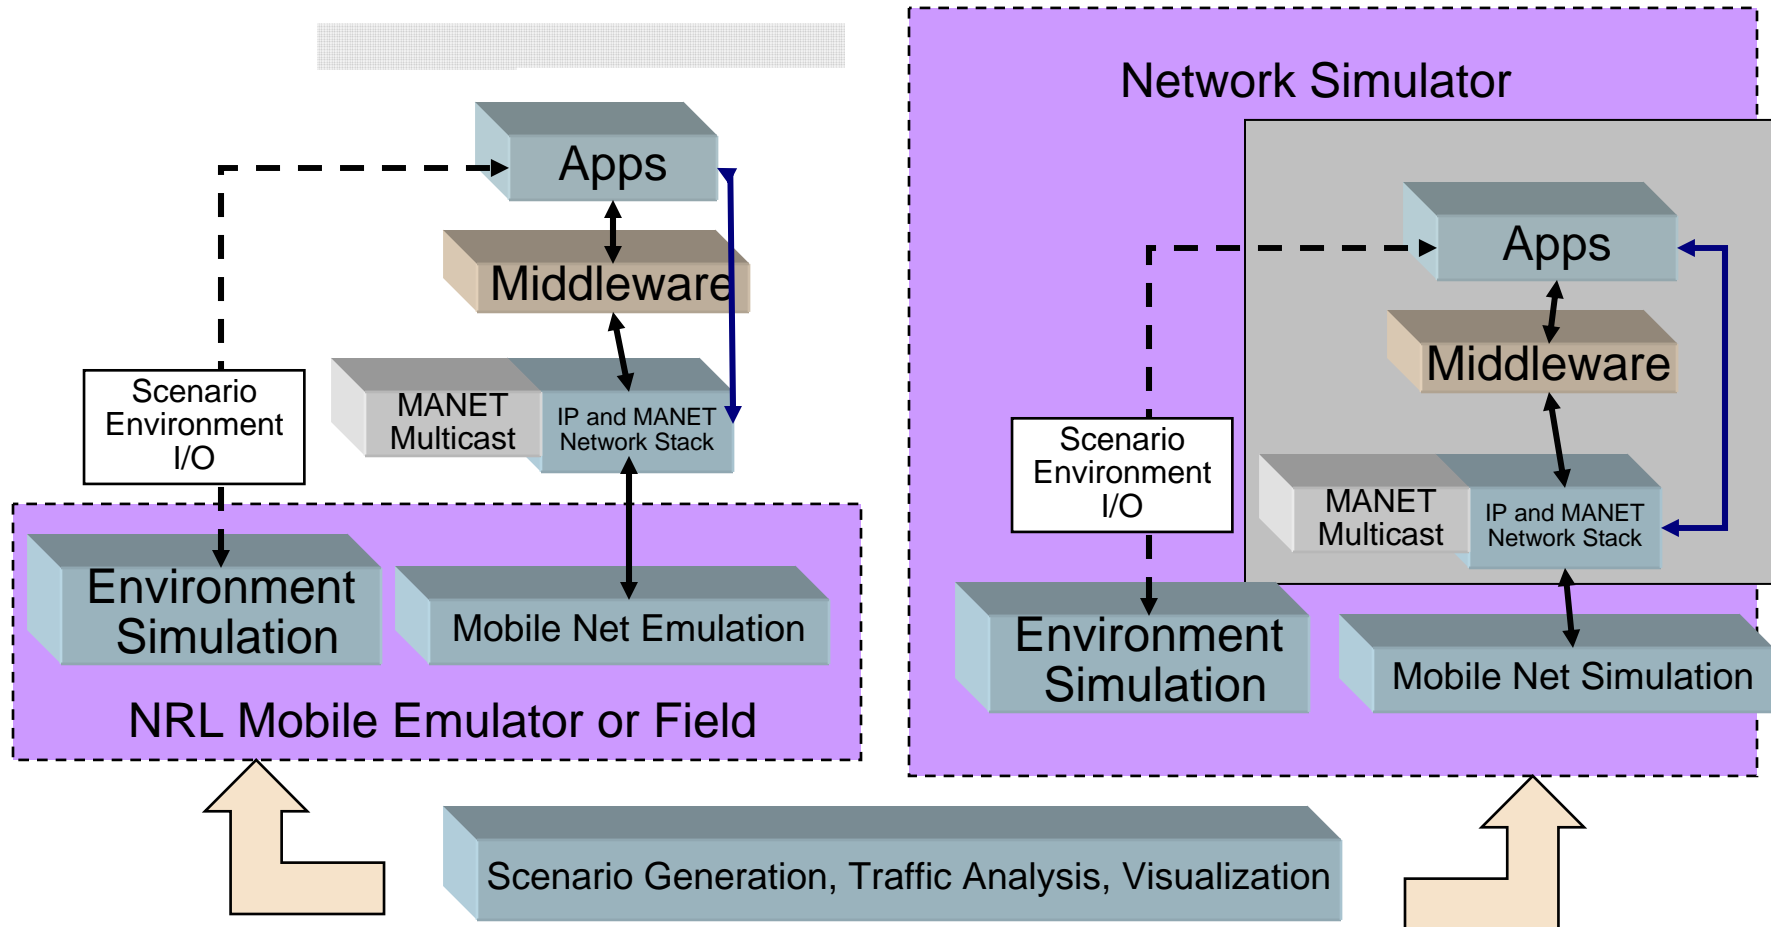 Apps
Middleware
MANET
Multicast
IP and MANET
Network Stack
Scenario
Environment
I/O
Environment
Simulation
Mobile Net Emulation
NRL Mobile Emulator or Field
Network Simulator
Apps
Middleware
Scenario
Environment
I/O
MANET
Multicast
IP and MANET
Network Stack
Environment
Simulation
Mobile Net Simulation
Scenario Generation, Traffic Analysis, Visualization